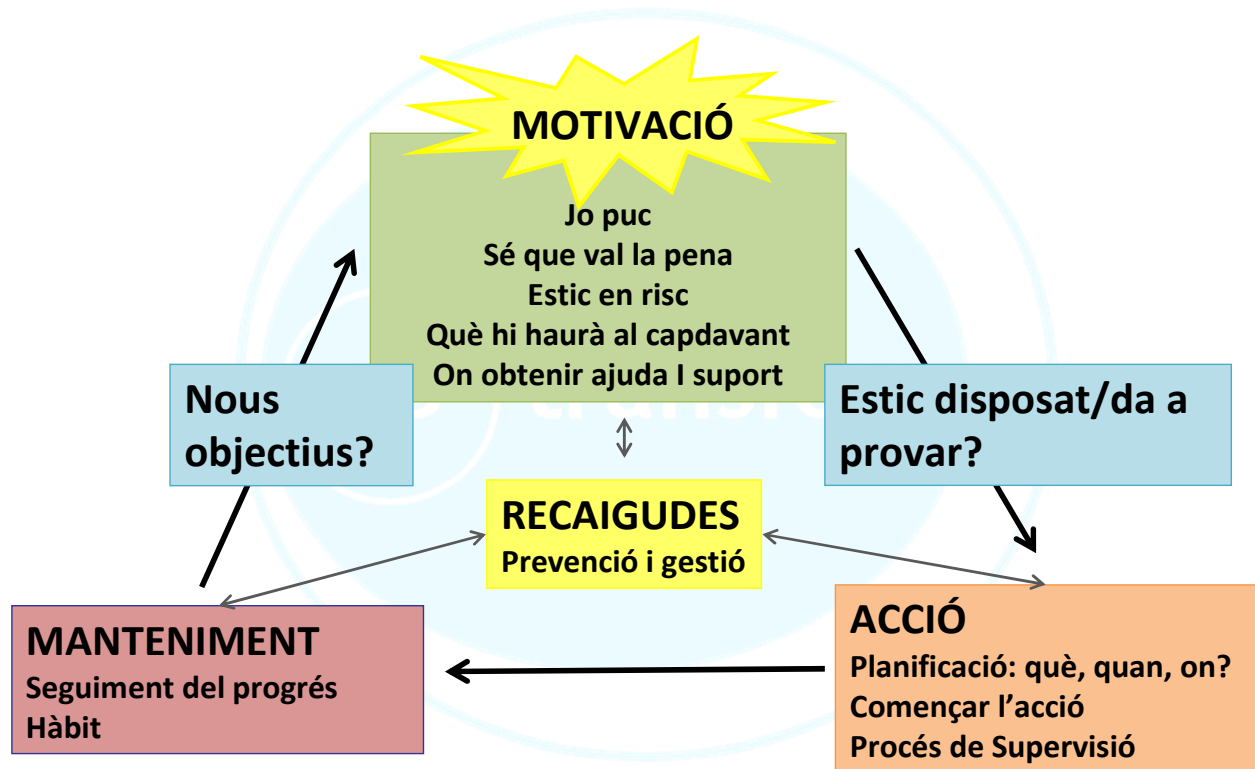 MOTIVACIÓ
Jo puc
Sé que val la pena
Estic en risc
Què hi haurà al capdavant
On obtenir ajuda I suport
Nous
objectius?
Estic disposat/da a
provar?
RECAIGUDES
Prevenció i gestió
MANTENIMENT
Seguiment del progrés
Hàbit
ACCIÓ
Planificació: què, quan, on?
Començar l’acció
Procés de Supervisió